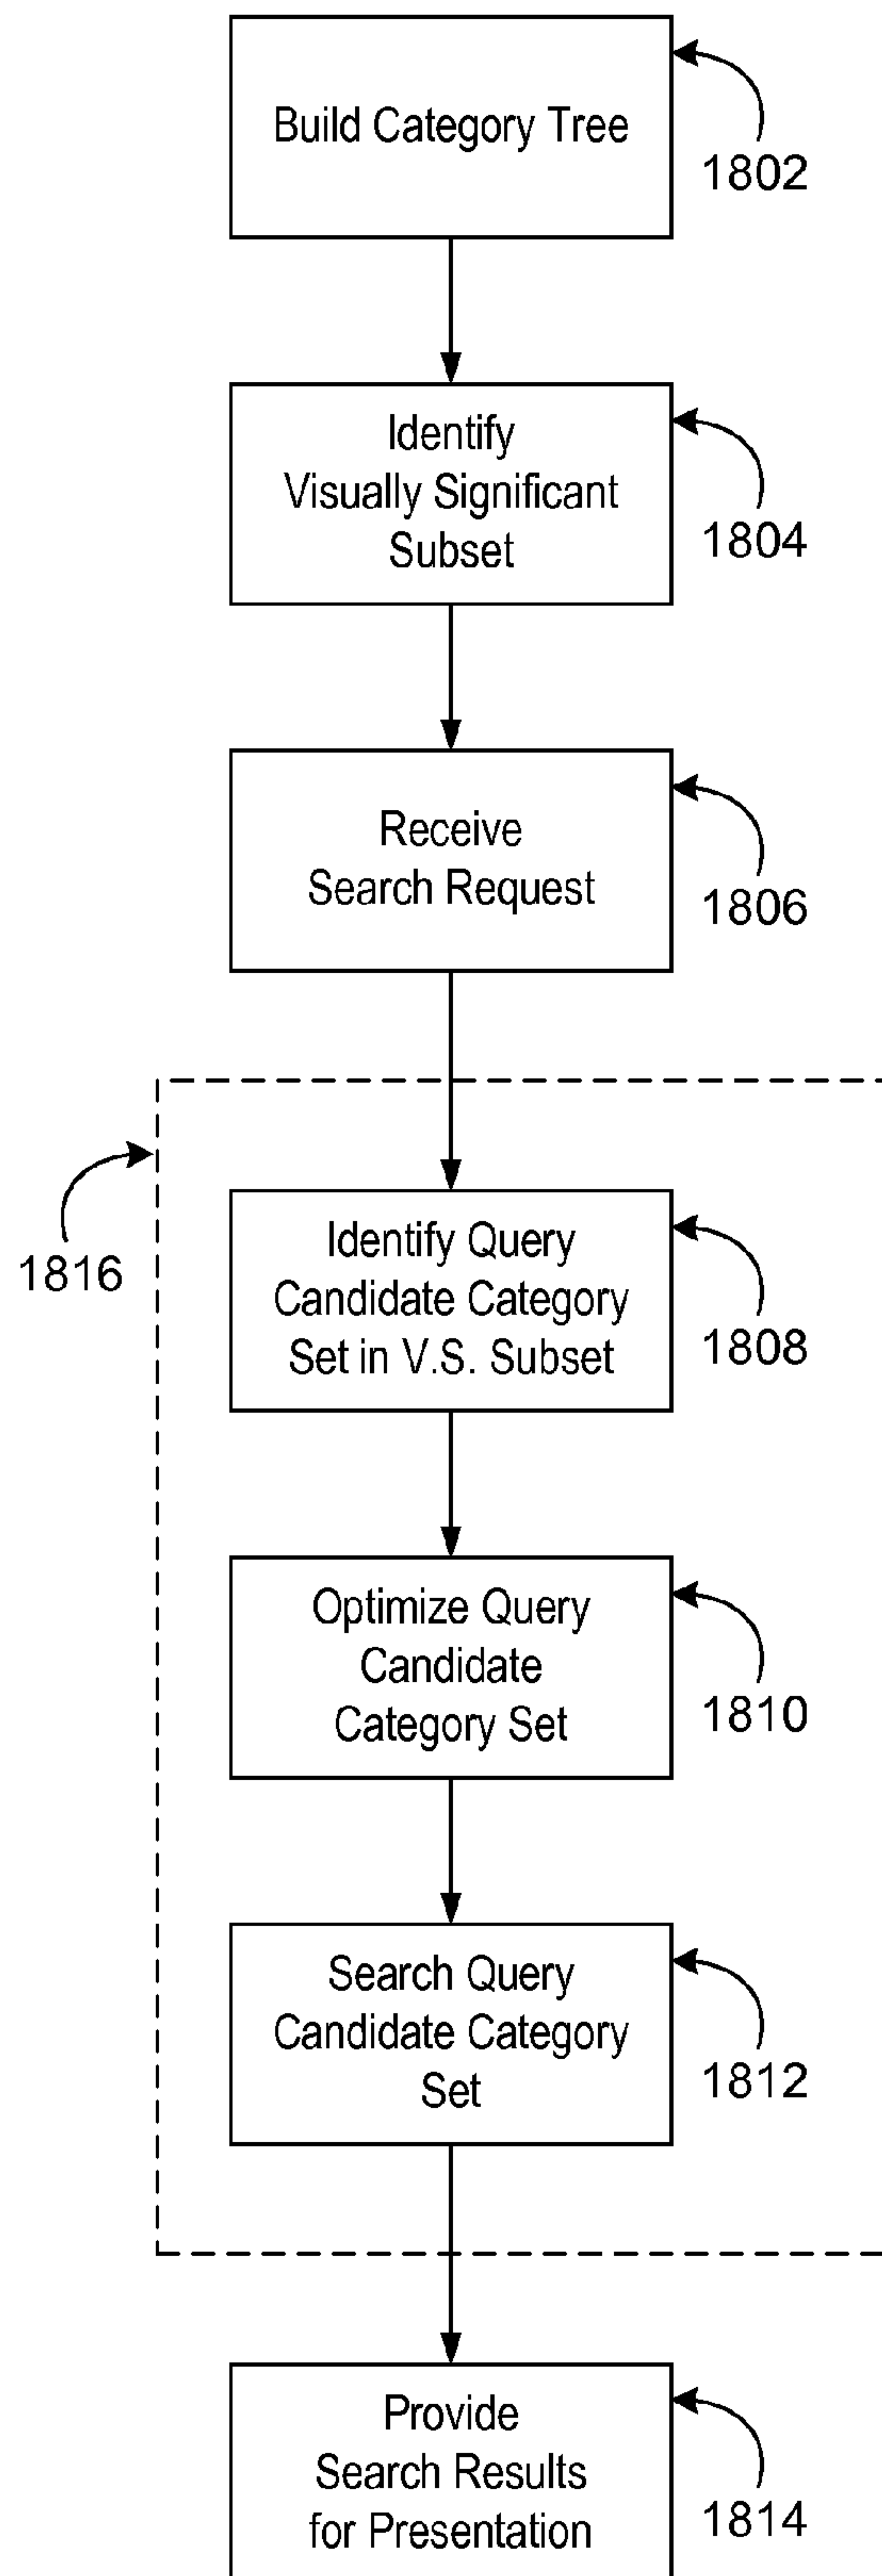 Build Category Tree
1802
Identify
Visually Significant
Subset
1804
Receive
Search Request
1806
1816
Identify Query
Candidate Category
Set in V.S. Subset
1808
Optimize Query
Candidate
Category Set
1810
Search Query
Candidate Category
Set
1812
Provide
Search Results
for Presentation
1814